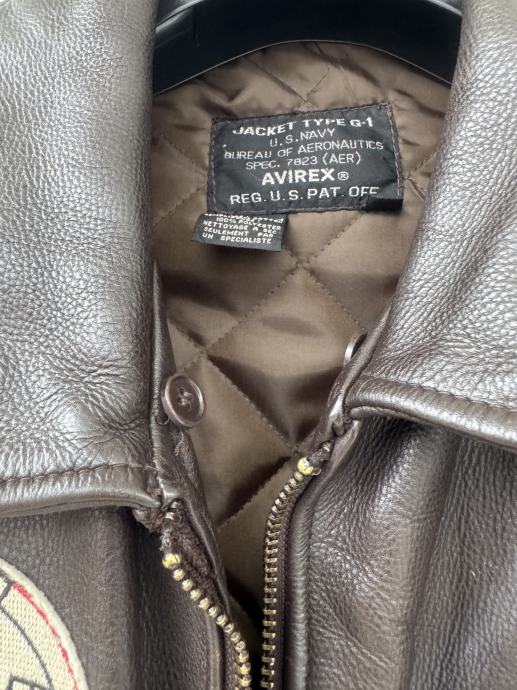 JACKET TYPE G-1
U.S. NAVY
BUREAU OF AERONAUTICS
SPEC. 7823 (AER)
AVIREX®
REG. U.S. PAT. OFF.
100% POLYESTER
NETTOYAGE A SEC
SEULEMENT PAR
UN SPECIALISTE